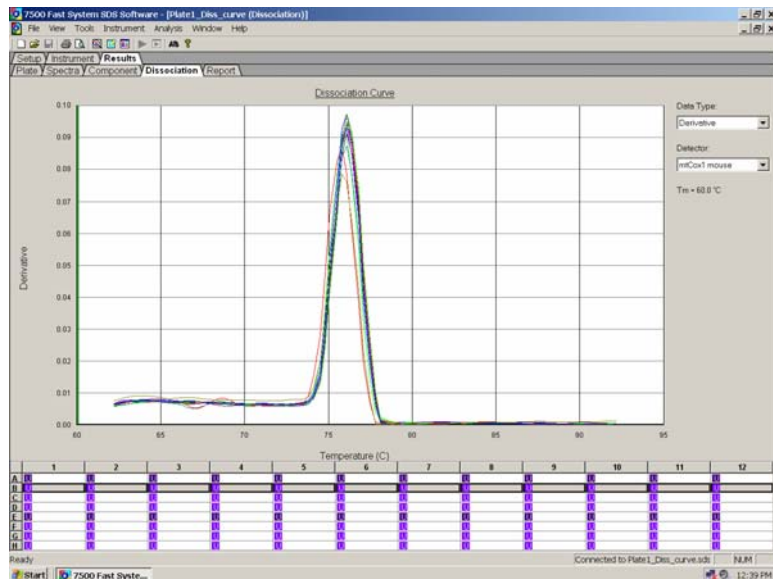 7500 Fast System SDS Software - [Plate1_Diss_curve (Dissociation)]
File View Tools Instrument Analysis Window Help
Setup Instrument Results
Plate Spectra Component Dissociation Report
Dissociation Curve
Data Type:
Derivative
Detector:
mtCox1 mouse
Tm = 60.0 °C
Derivative
0.10
0.09
0.08
0.07
0.06
0.05
0.04
0.03
0.02
0.01
0.00
60 65 70 75 80 85 90 95
Temperature (C)
1 2 3 4 5 6 7 8 9 10 11 12
A
B
C
D
E
F
G
H
Ready Connected to Plate1_Diss_curve.sds NUM
Start 7500 Fast Syste... 12:39 PM